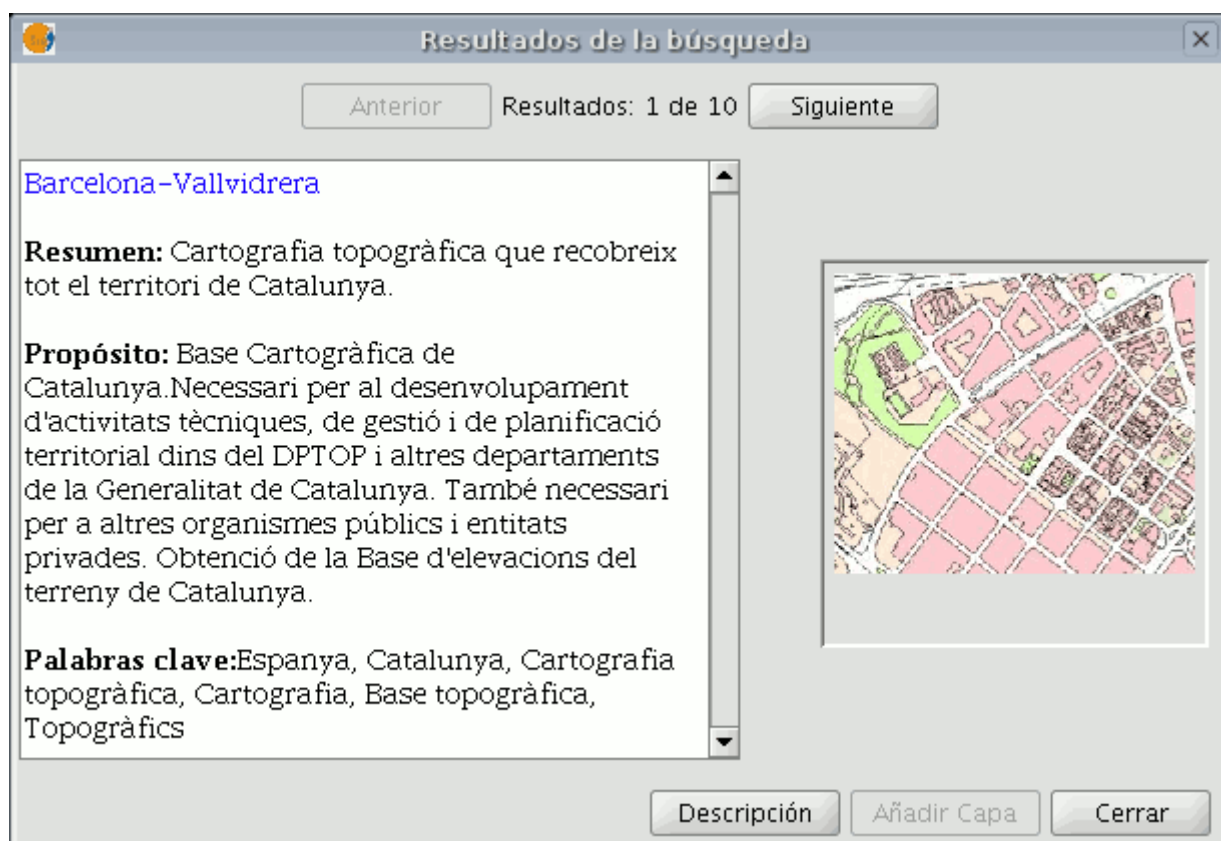 Resultados de la búsqueda
Anterior Resultados: 1 de 10 Siguiente
Barcelona-Vallvidrera
Resumen: Cartografia topogràfica que recobreix
tot el territori de Catalunya.
Propósito: Base Cartogràfica de
Catalunya.Necessari per al desenvolupament
d'activitats tècniques, de gestió i de planificació
territorial dins del DPTOP i altres departaments
de la Generalitat de Catalunya. També necessari
per a altres organismes públics i entitats
privades. Obtenció de la Base d'elevacions del
terreny de Catalunya.
Palabras clave:Espanya, Catalunya, Cartografia
topogràfica, Cartografia, Base topogràfica,
Topogràfics
Descripción Añadir Capa Cerrar